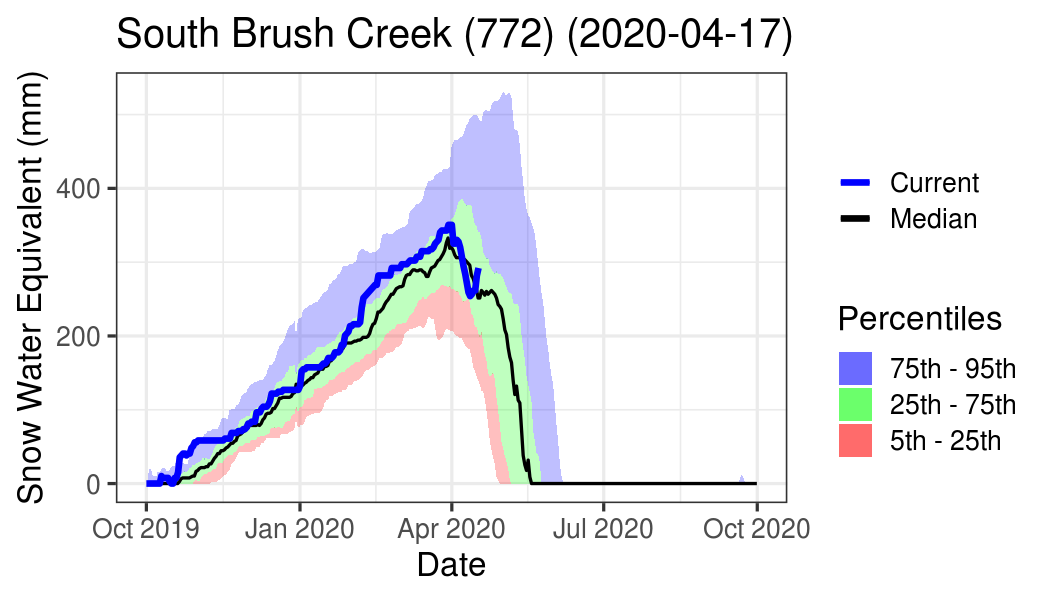 South Brush Creek (772) (2020-04-17)
Snow Water Equivalent (mm)
400
200
0
Oct 2019
Jan 2020
Apr 2020
Jul 2020
Oct 2020
Date
Current
Median
Percentiles
75th - 95th
25th - 75th
5th - 25th